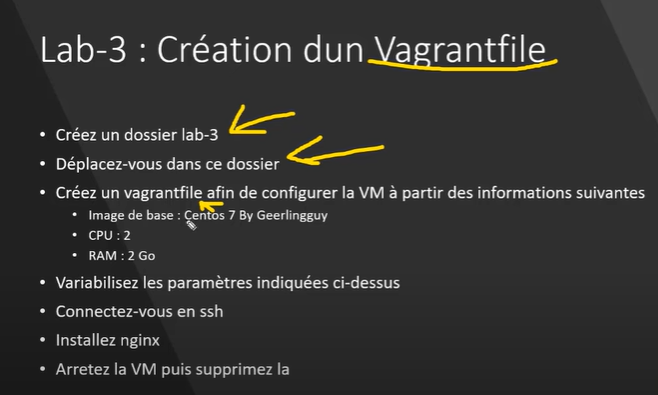 Lab-3 : Création dun Vagrantfile
• Créez un dossier lab-3
• Déplacez-vous dans ce dossier
• Créez un vagrantfile afin de configurer la VM à partir des informations suivantes
• Image de base : Centos 7 By Geerlingguy
• CPU : 2
• RAM : 2 Go
• Variabilisez les paramètres indiquées ci-dessus
• Connectez-vous en ssh
• Installez nginx
• Arretez la VM puis supprimez la